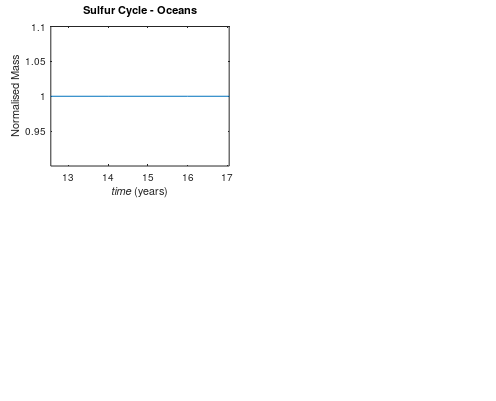 Sulfur Cycle - Oceans
Normalised Mass
1.1
1.05
1
0.95
13 14 15 16 17
time (years)